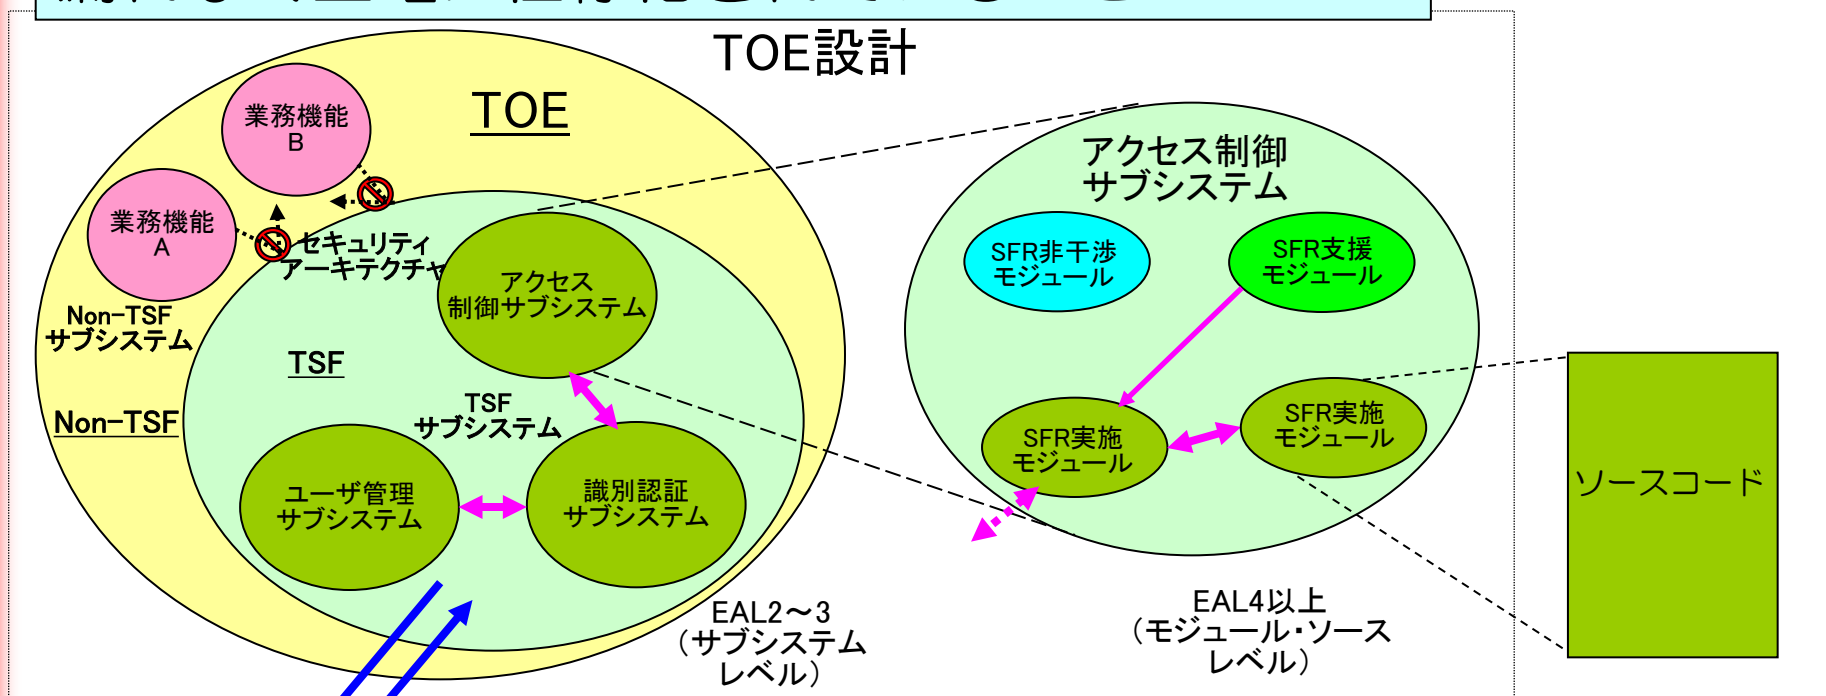 TOE設計
TOE
業務機能
B
業務機能
A
セキュリティ
アーキテクチャ
Non-TSF
サブシステム
Non-TSF
TSF
TSF
サブシステム
アクセス
制御サブシステム
ユーザ管理
サブシステム
識別認証
サブシステム
EAL2～3
（サブシステム
レベル）
アクセス制御
サブシステム
SFR非干渉
モジュール
SFR支援
モジュール
SFR実施
モジュール
SFR実施
モジュール
EAL4以上
（モジュール・ソース
レベル）
ソースコード